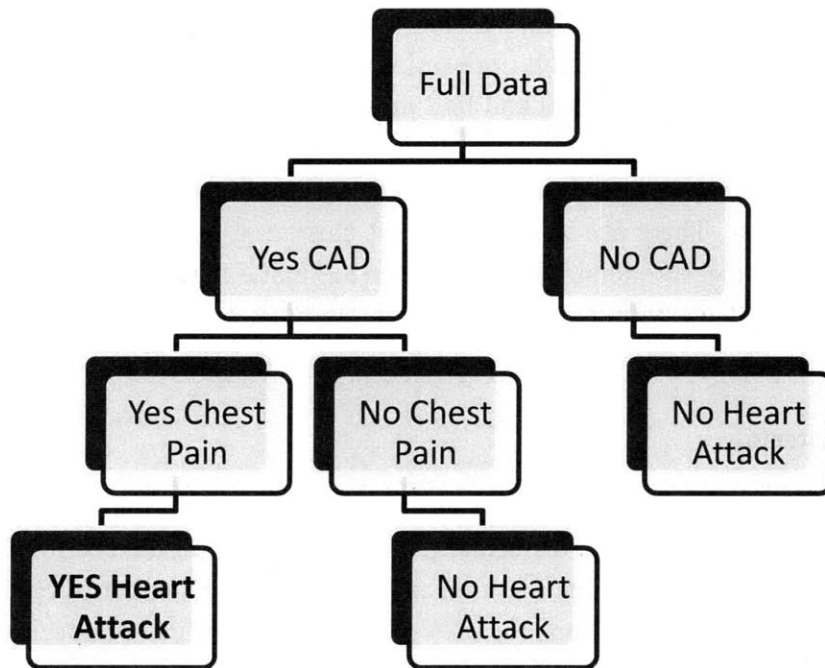 Full Data
Yes CAD
No CAD
Yes Chest
Pain
No Chest
Pain
No Heart
Attack
YES Heart
Attack
No Heart
Attack